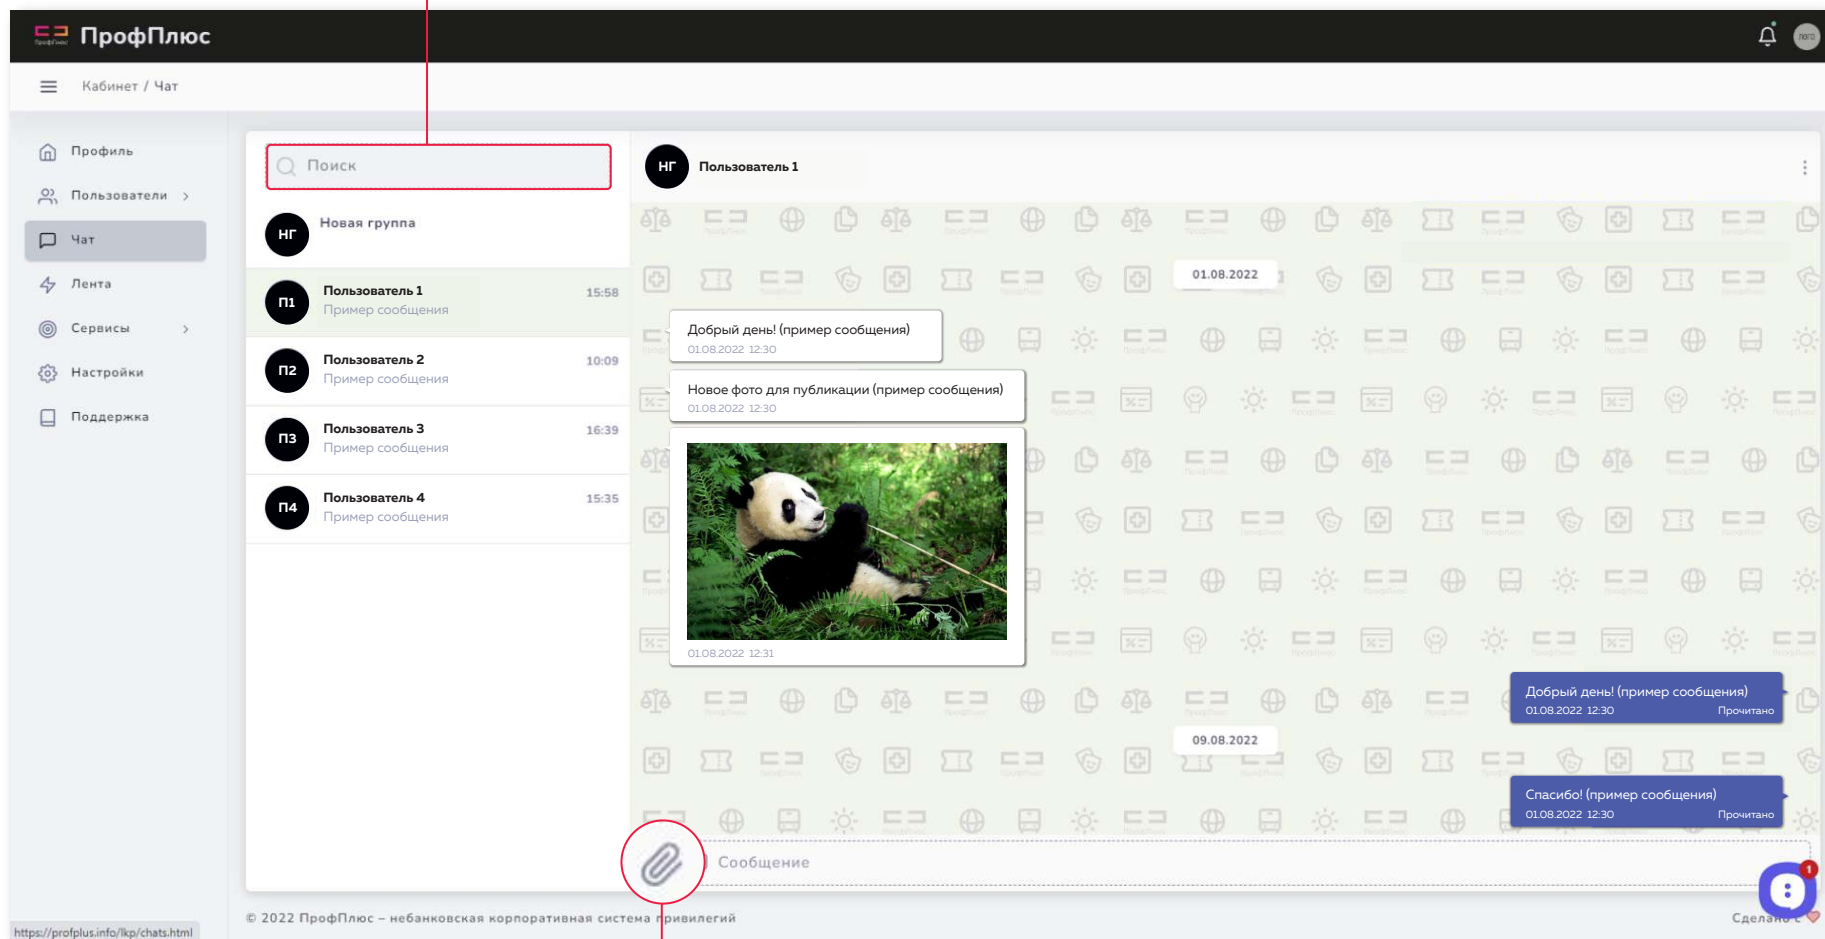 ПрофПлюс
ПрофПлюс
лого
Кабинет / Чат
Профиль
Пользователи
Чат
Лента
Сервисы
Настройки
Поддержка
Поиск
НГ
Новая группа
П1
Пользователь 1
15:58
Пример сообщения
П2
Пользователь 2
10:09
Пример сообщения
П3
Пользователь 3
16:39
Пример сообщения
П4
Пользователь 4
15:35
Пример сообщения
НГ
Пользователь 1
01.08.2022
Добрый день! (пример сообщения)
01.08.2022 12:30
Новое фото для публикации (пример сообщения)
01.08.2022 12:30
01.08.2022 12:31
Добрый день! (пример сообщения)
01.08.2022 12:30 Прочитано
09.08.2022
Спасибо! (пример сообщения)
01.08.2022 12:30 Прочитано
Сообщение
1
© 2022 ПрофПлюс – небанковская корпоративная система привилегий
Сделано с
https://profplus.info/lkp/chats.html